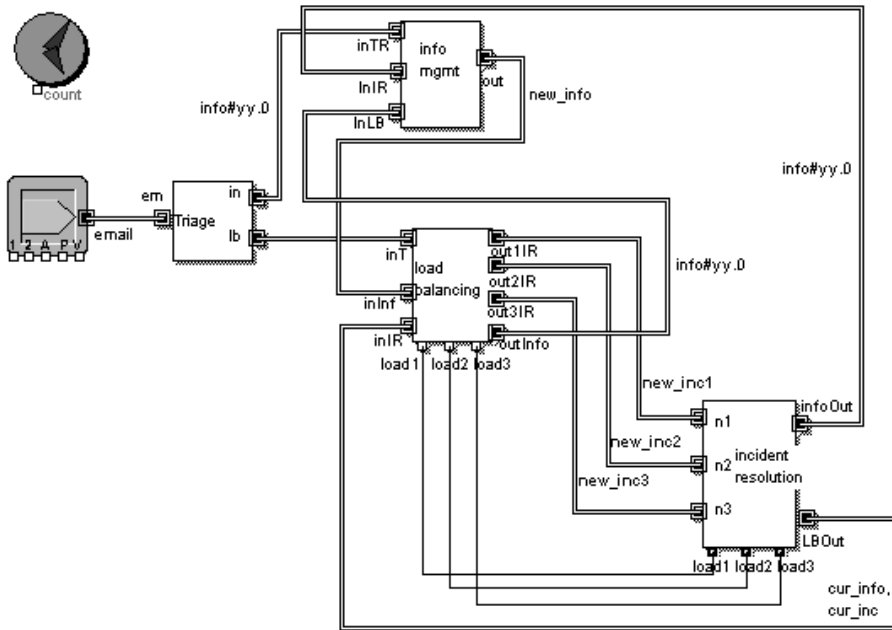 count
inTR
info
mgmt
InIR
InLB
out
new_info
info#yy.0
info#yy.0
em
email
1 2 A P V
Triage
in
lb
inT
load
balancing
inInf
inIR
out1IR
out2IR
out3IR
outInfo
info#yy.0
load1 load2 load3
new_inc1
new_inc2
new_inc3
n1
n2
n3
incident
resolution
infoOut
LBOut
load1 load2 load3
cur_info,
cur_inc